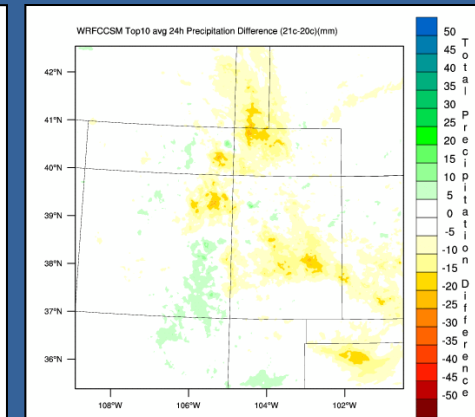 WRFCCSM Top10 avg 24h Precipitation Difference (21c-20c)(mm)
42°N
41°N
40°N
39°N
38°N
37°N
36°N
108°W
106°W
104°W
102°W
50
45
40
35
30
25
20
15
10
5
0
-5
-10
-15
-20
-25
-30
-35
-40
-45
-50
Total Preciptatin Difference